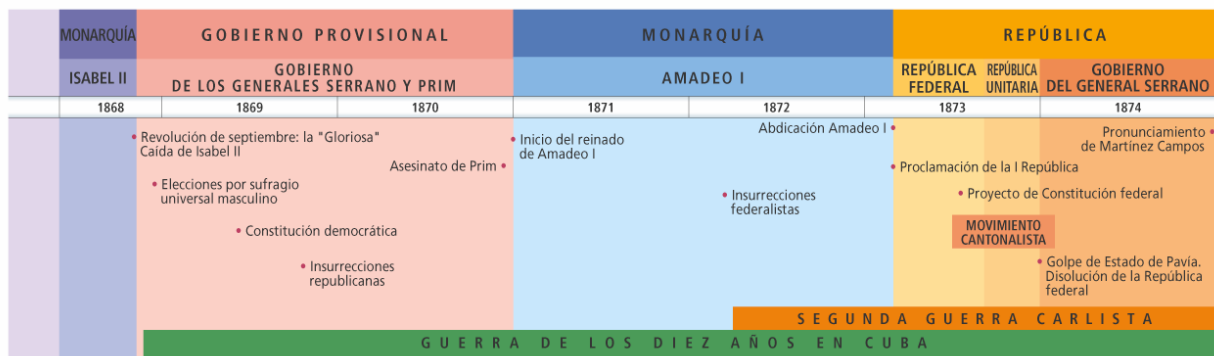 MONARQUÍA
GOBIERNO PROVISIONAL
MONARQUÍA
REPÚBLICA
ISABEL II
GOBIERNO
DE LOS GENERALES SERRANO Y PRIM
AMADEO I
REPÚBLICA
FEDERAL
REPÚBLICA
UNITARIA
GOBIERNO
DEL GENERAL SERRANO
1868
1869
1870
1871
1872
1873
1874
Revolución de septiembre: la "Gloriosa"
Caída de Isabel II
Asesinato de Prim
Elecciones por sufragio
universal masculino
Constitución democrática
Insurrecciones
republicanas
Inicio del reinado
de Amadeo I
Abdicación Amadeo I
Insurrecciones
federalistas
Pronunciamiento
de Martínez Campos
Proclamación de la I República
Proyecto de Constitución federal
MOVIMIENTO
CANTONALISTA
Golpe de Estado de Pavía.
Disolución de la República
federal
SEGUNDA GUERRA CARLISTA
GUERRA DE LOS DIEZ AÑOS EN CUBA